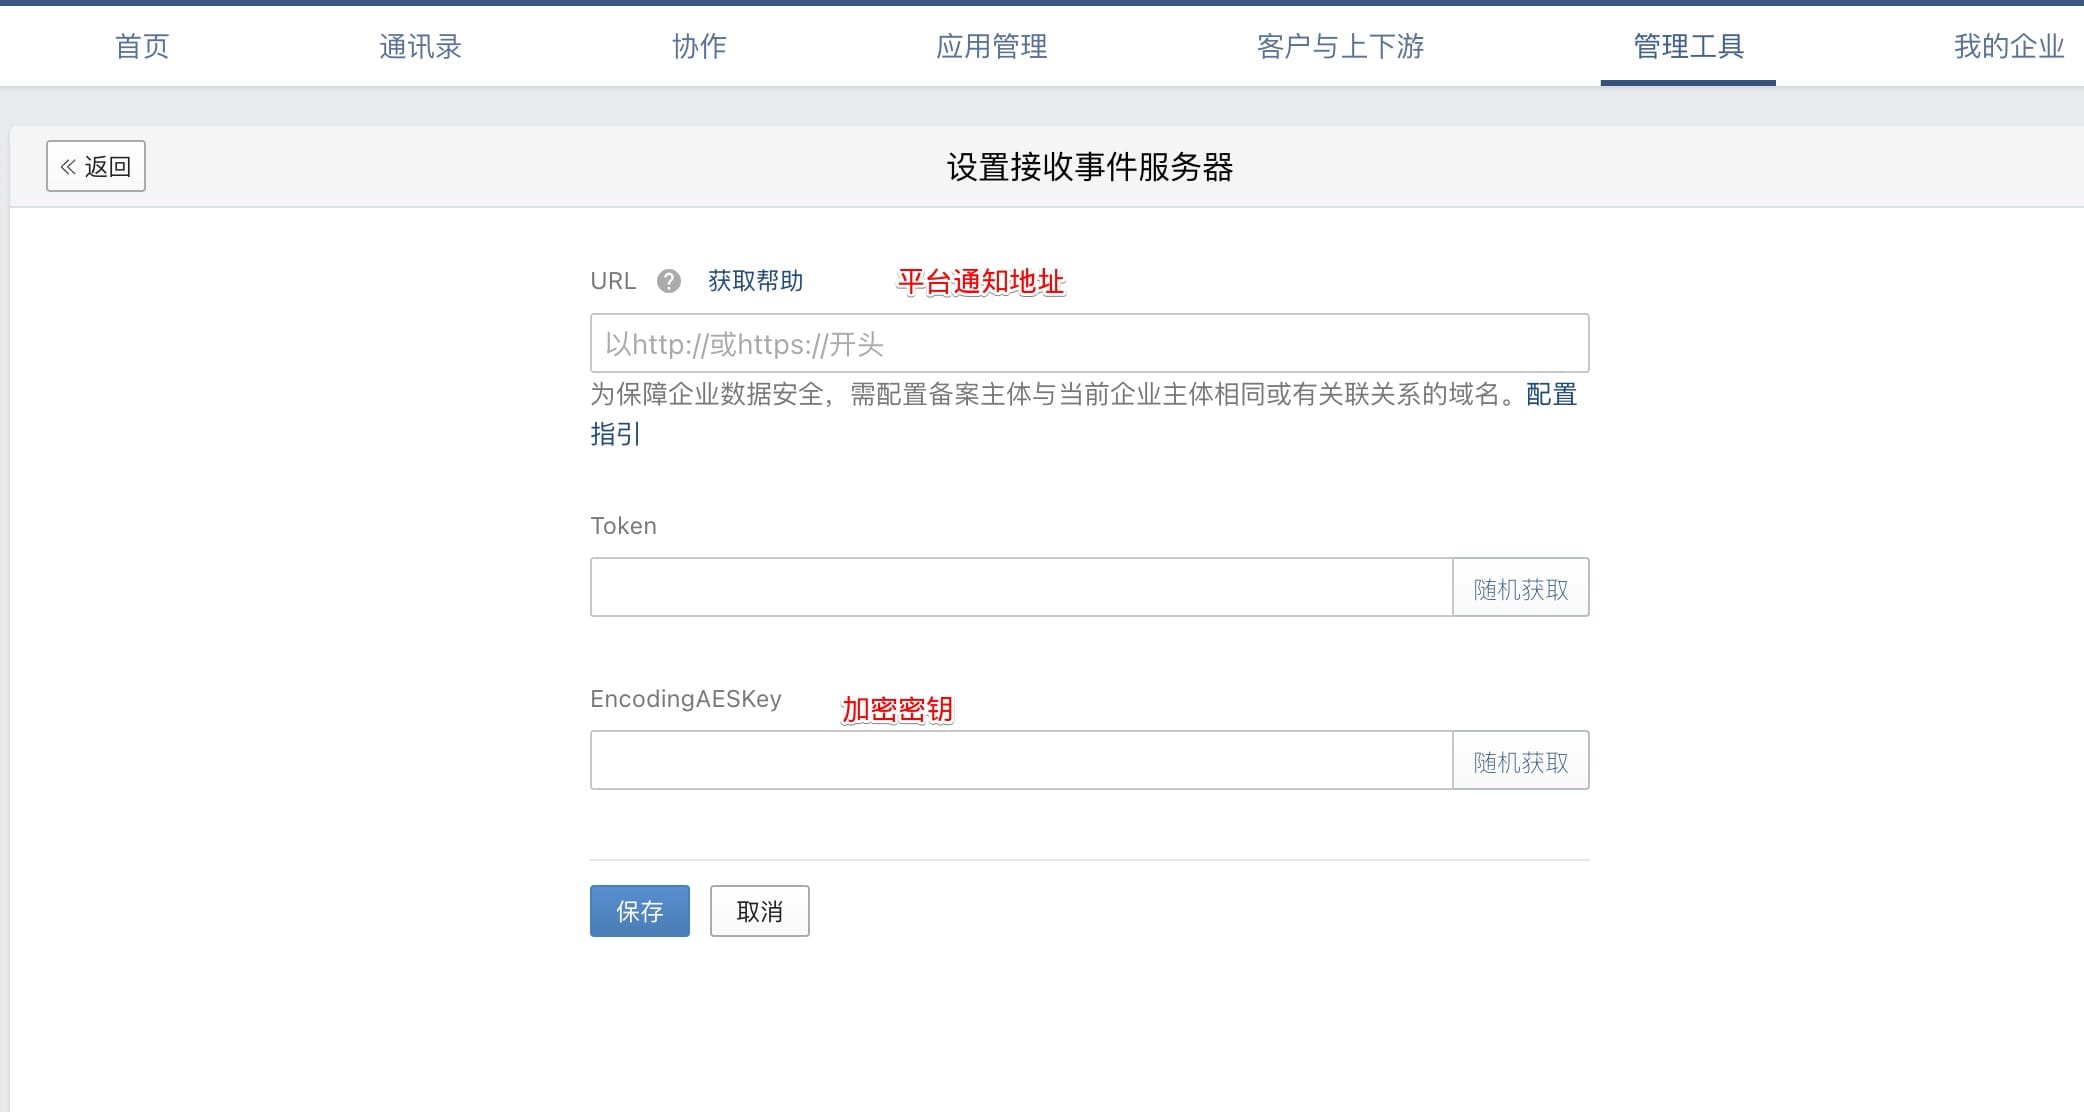 首页 通讯录 协作 应用管理 客户与上下游 管理工具 我的企业
« 返回 设置接收事件服务器
URL ? 获取帮助 平台通知地址
以http://或https://开头
为保障企业数据安全，需配置备案主体与当前企业主体相同或有关联关系的域名。配置
指引
Token
随机获取
EncodingAESKey 加密密钥
随机获取
保存 取消